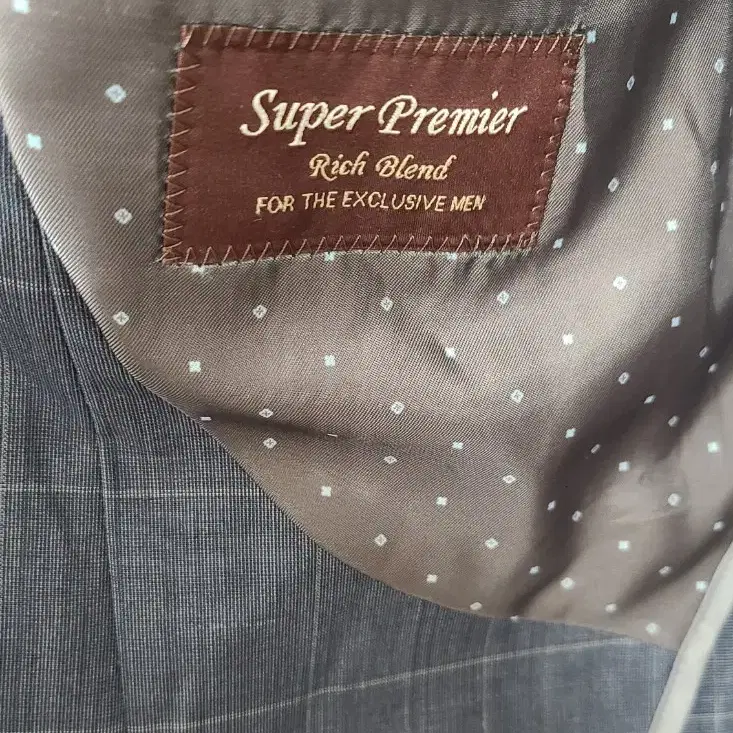 Super Premier
Rich Blend
FOR THE EXCLUSIVE MEN